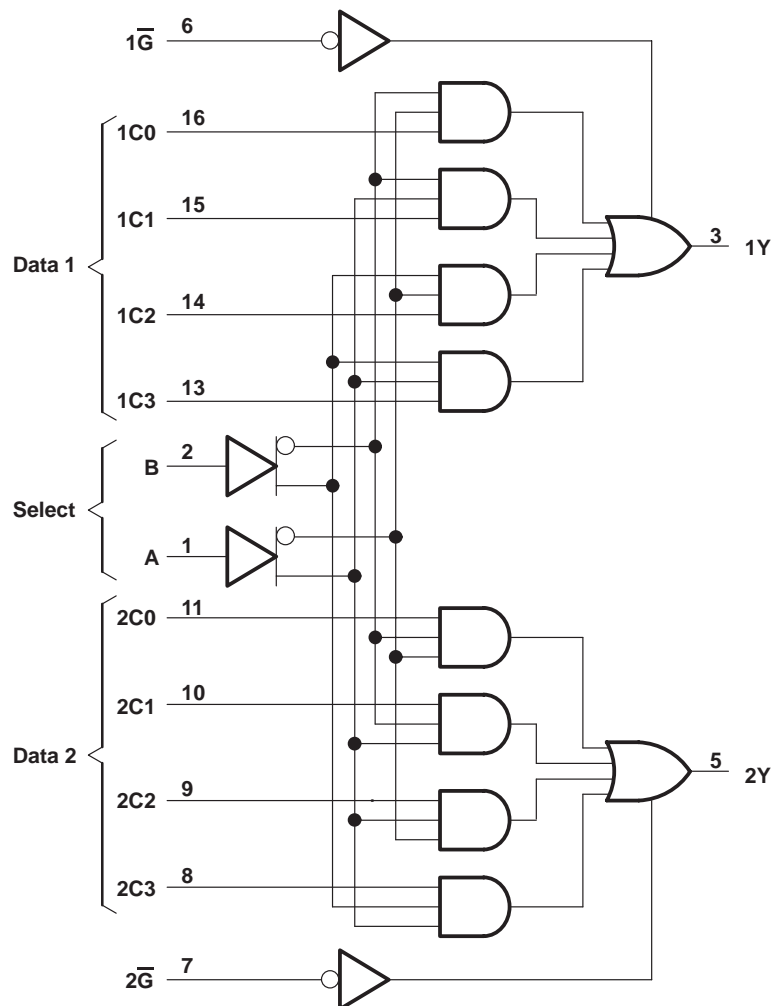 1G̅ 6
1C0 16
1C1 15
Data 1
3 1Y
1C2 14
1C3 13
B 2
Select
A 1
2C0 11
2C1 10
Data 2
5 2Y
2C2 9
2C3 8
2G̅ 7